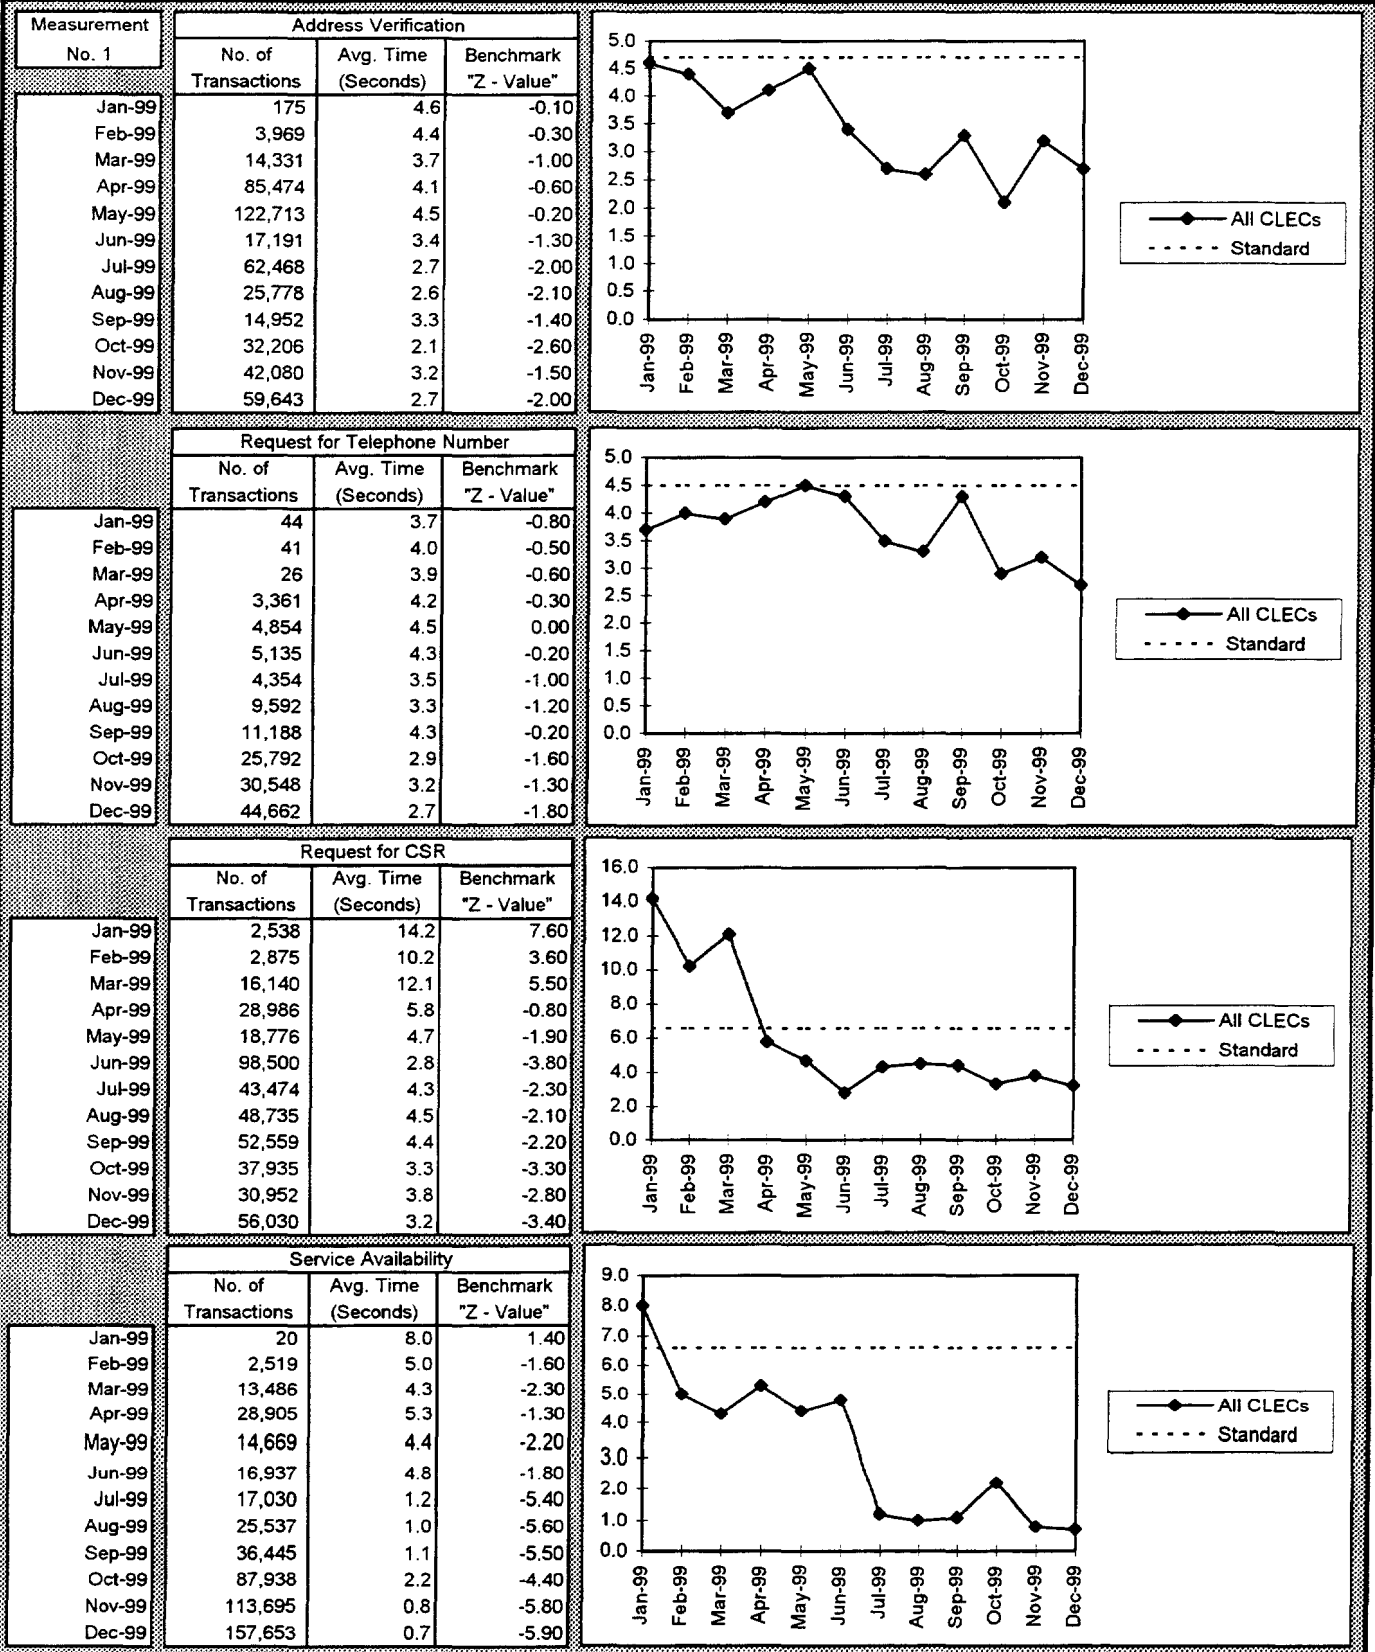 Measurement
No. 1
Address Verification
No. of Avg. Time Benchmark
Transactions (Seconds) "Z - Value"
Jan-99 175 4.6 -0.10
Feb-99 3,969 4.4 -0.30
Mar-99 14,331 3.7 -1.00
Apr-99 85,474 4.1 -0.60
May-99 122,713 4.5 -0.20
Jun-99 17,191 3.4 -1.30
Jul-99 62,468 2.7 -2.00
Aug-99 25,778 2.6 -2.10
Sep-99 14,952 3.3 -1.40
Oct-99 32,206 2.1 -2.60
Nov-99 42,080 3.2 -1.50
Dec-99 59,643 2.7 -2.00
5.0
4.5
4.0
3.5
3.0
2.5
2.0
1.5
1.0
0.5
0.0
Jan-99 Feb-99 Mar-99 Apr-99 May-99 Jun-99 Jul-99 Aug-99 Sep-99 Oct-99 Nov-99 Dec-99
All CLECs
Standard
Request for Telephone Number
No. of Avg. Time Benchmark
Transactions (Seconds) "Z - Value"
Jan-99 44 3.7 -0.80
Feb-99 41 4.0 -0.50
Mar-99 26 3.9 -0.60
Apr-99 3,361 4.2 -0.30
May-99 4,854 4.5 0.00
Jun-99 5,135 4.3 -0.20
Jul-99 4,354 3.5 -1.00
Aug-99 9,592 3.3 -1.20
Sep-99 11,188 4.3 -0.20
Oct-99 25,792 2.9 -1.60
Nov-99 30,548 3.2 -1.30
Dec-99 44,662 2.7 -1.80
5.0
4.5
4.0
3.5
3.0
2.5
2.0
1.5
1.0
0.5
0.0
Jan-99 Feb-99 Mar-99 Apr-99 May-99 Jun-99 Jul-99 Aug-99 Sep-99 Oct-99 Nov-99 Dec-99
All CLECs
Standard
Request for CSR
No. of Avg. Time Benchmark
Transactions (Seconds) "Z - Value"
Jan-99 2,538 14.2 7.60
Feb-99 2,875 10.2 3.60
Mar-99 16,140 12.1 5.50
Apr-99 28,986 5.8 -0.80
May-99 18,776 4.7 -1.90
Jun-99 98,500 2.8 -3.80
Jul-99 43,474 4.3 -2.30
Aug-99 48,735 4.5 -2.10
Sep-99 52,559 4.4 -2.20
Oct-99 37,935 3.3 -3.30
Nov-99 30,952 3.8 -2.80
Dec-99 56,030 3.2 -3.40
16.0
14.0
12.0
10.0
8.0
6.0
4.0
2.0
0.0
Jan-99 Feb-99 Mar-99 Apr-99 May-99 Jun-99 Jul-99 Aug-99 Sep-99 Oct-99 Nov-99 Dec-99
All CLECs
Standard
Service Availability
No. of Avg. Time Benchmark
Transactions (Seconds) "Z - Value"
Jan-99 20 8.0 1.40
Feb-99 2,519 5.0 -1.60
Mar-99 13,486 4.3 -2.30
Apr-99 28,905 5.3 -1.30
May-99 14,669 4.4 -2.20
Jun-99 16,937 4.8 -1.80
Jul-99 17,030 1.2 -5.40
Aug-99 25,537 1.0 -5.60
Sep-99 36,445 1.1 -5.50
Oct-99 87,938 2.2 -4.40
Nov-99 113,695 0.8 -5.80
Dec-99 157,653 0.7 -5.90
9.0
8.0
7.0
6.0
5.0
4.0
3.0
2.0
1.0
0.0
Jan-99 Feb-99 Mar-99 Apr-99 May-99 Jun-99 Jul-99 Aug-99 Sep-99 Oct-99 Nov-99 Dec-99
All CLECs
Standard